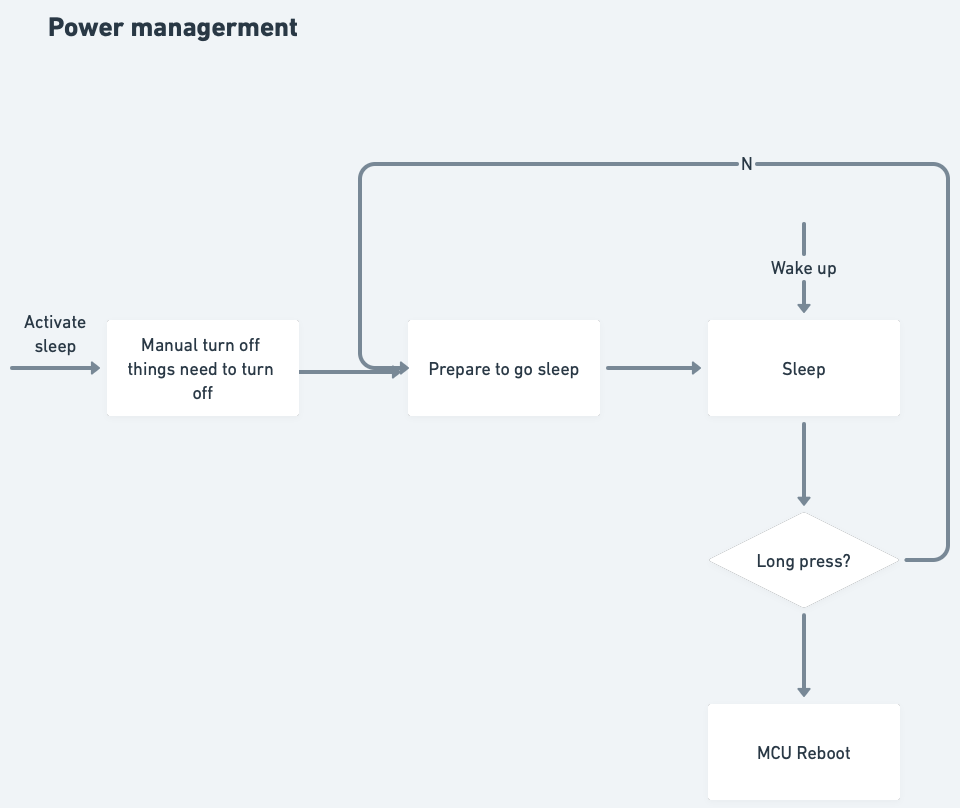 Power managerment
N
Wake up
Activate
sleep
Manual turn off
things need to turn
off
Prepare to go sleep
Sleep
Long press?
MCU Reboot